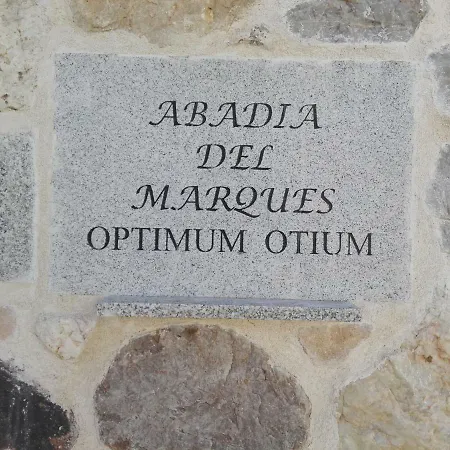 ABADIA
DEL
MARQUES
OPTIMUM OTIUM